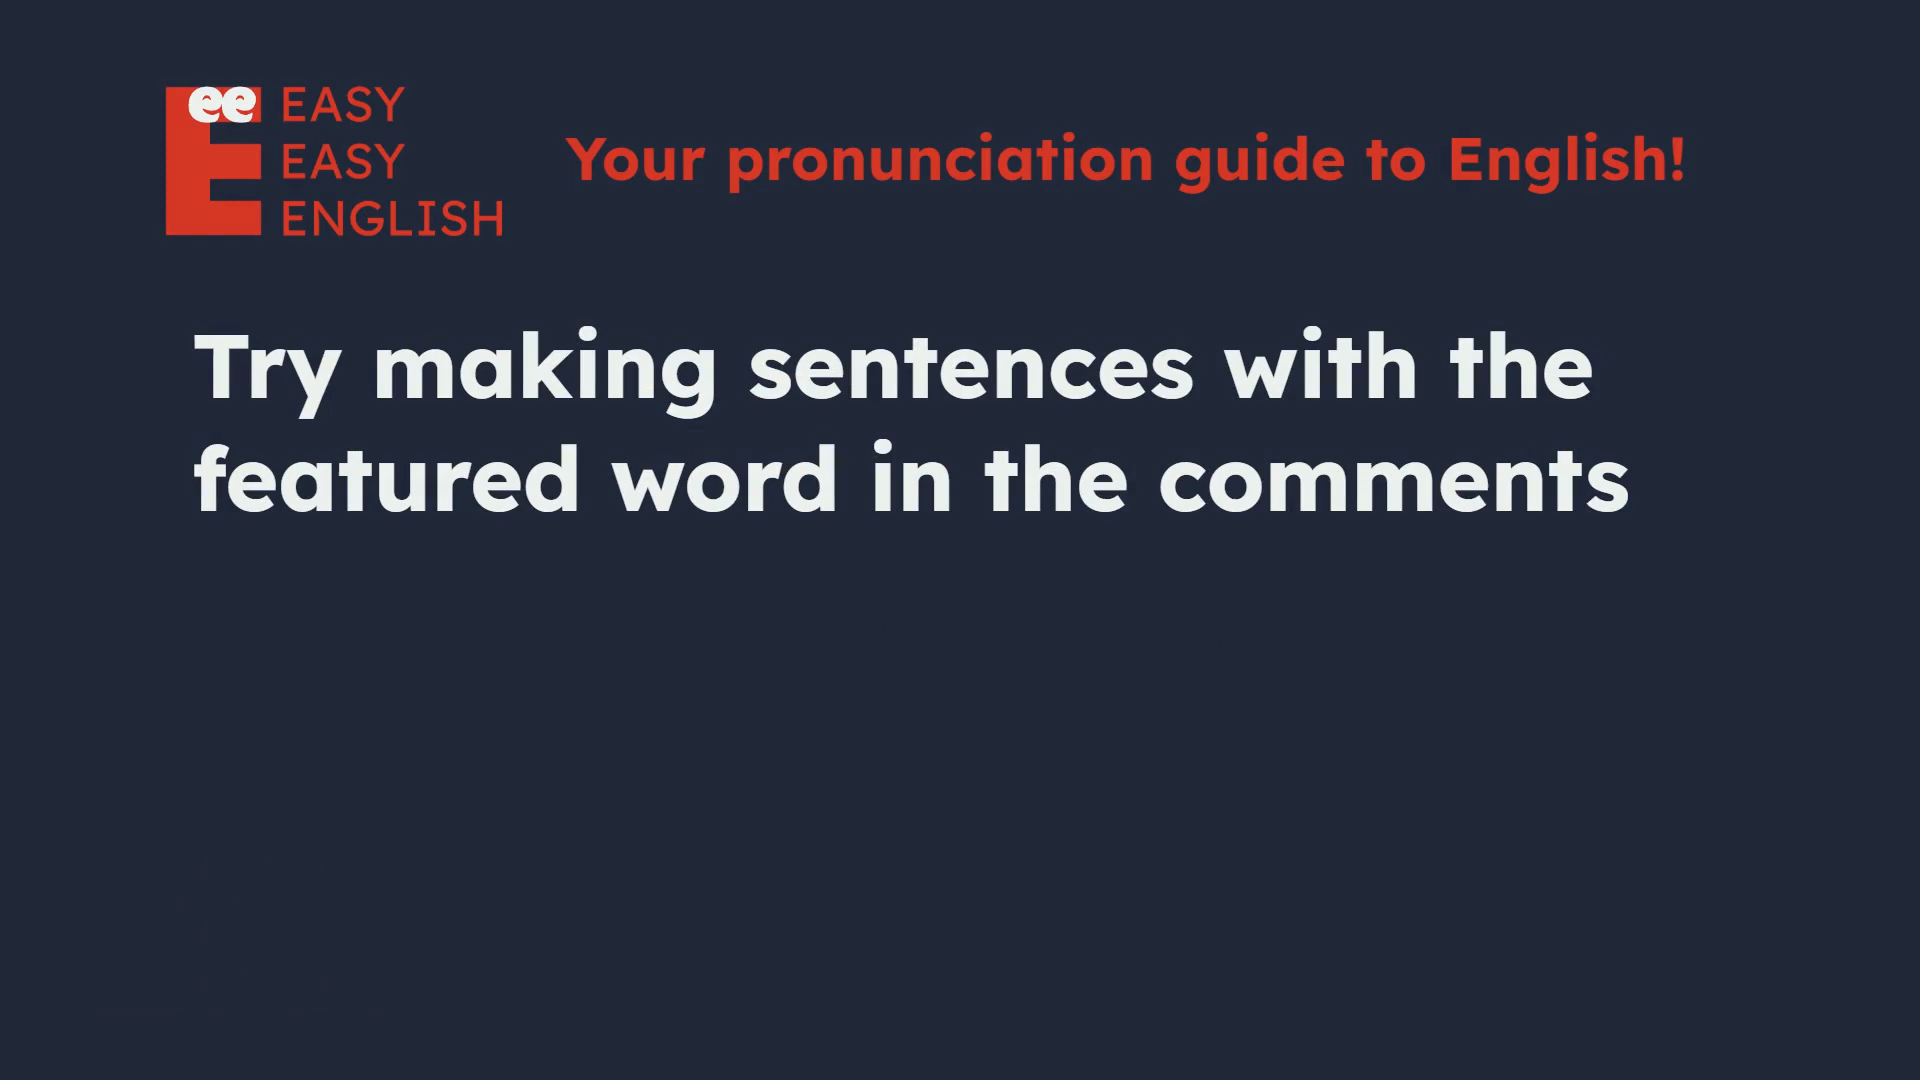 ee
EASY
EASY
ENGLISH
Your pronunciation guide to English!
Try making sentences with the
featured word in the comments